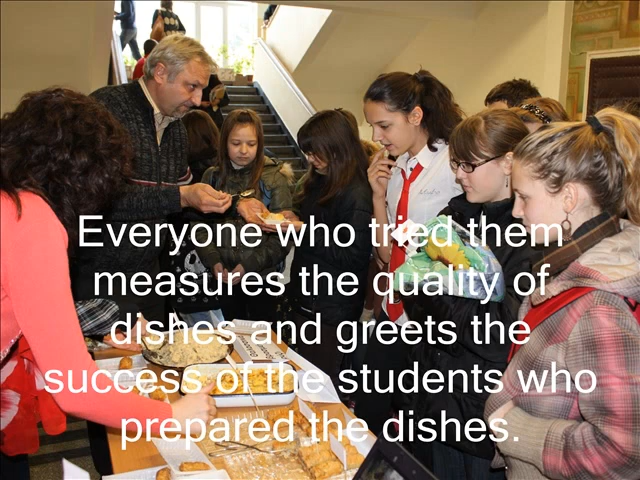 Everyone who tried them
measures the quality of
dishes and greets the
success of the students who
prepared the dishes.